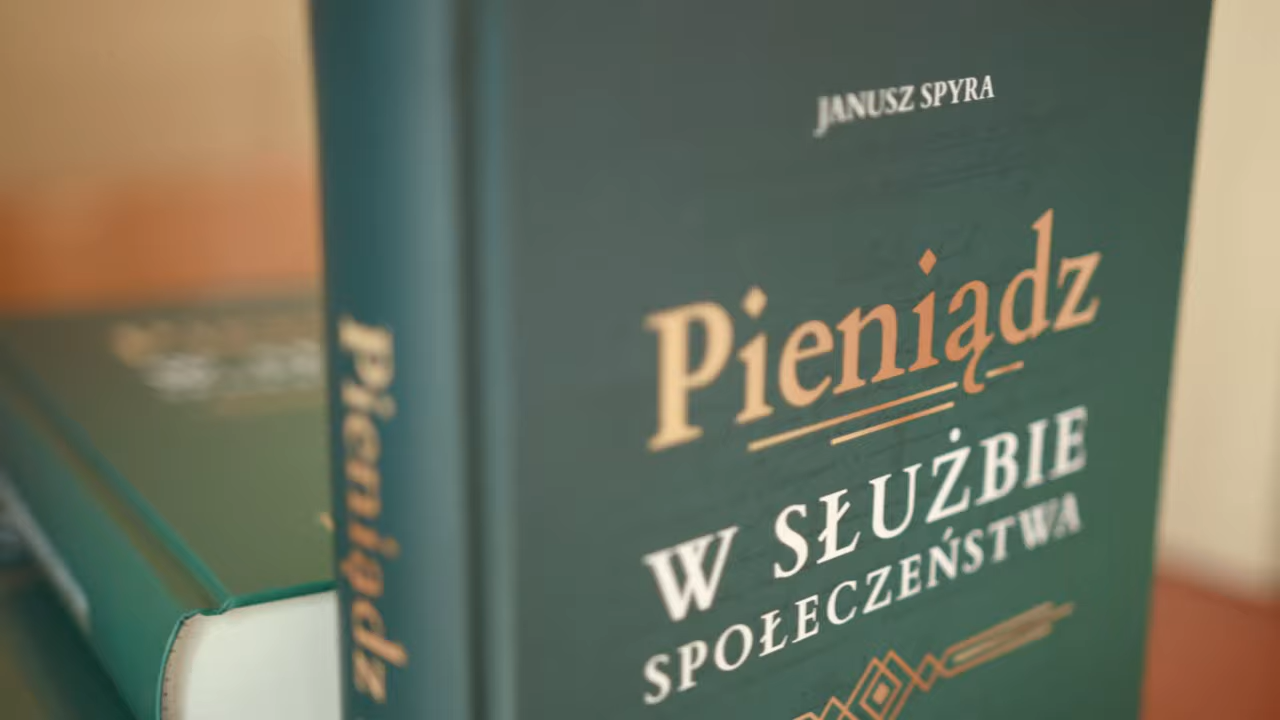 JANUSZ SPYRA
Pieniądz
W SŁUŻBIE
SPOŁECZEŃSTWA
Pieniądz